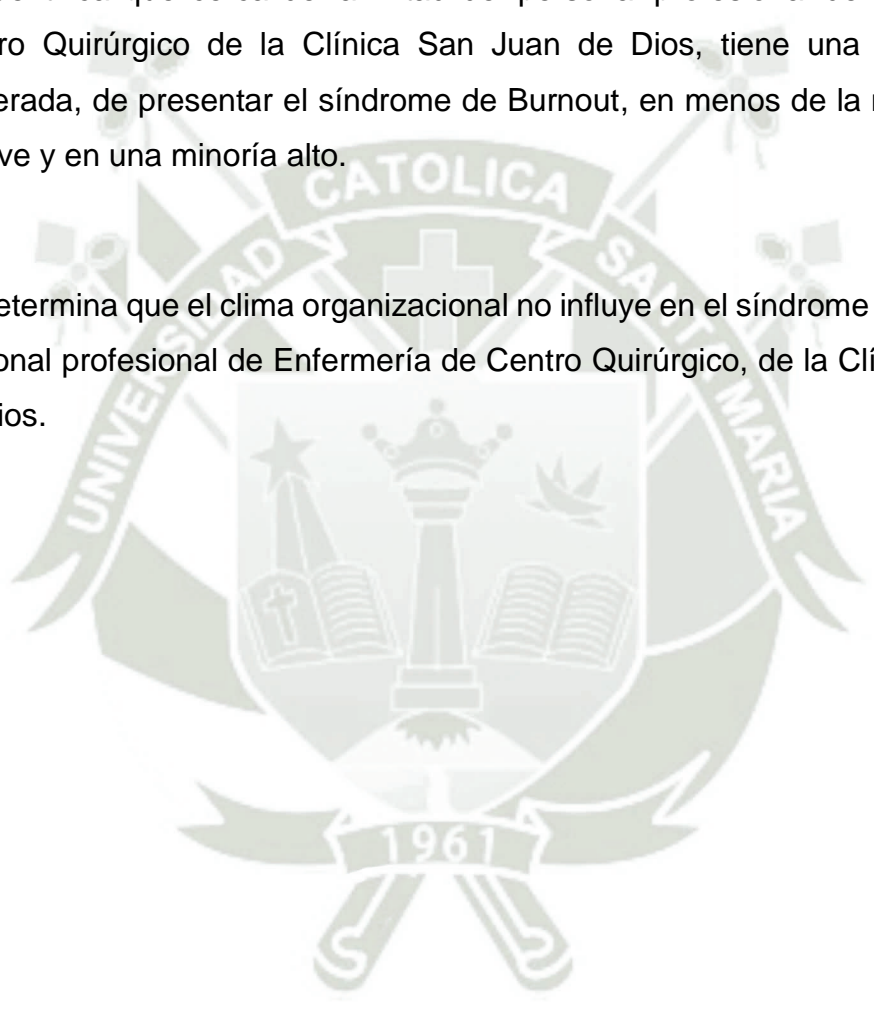 ro Quirúrgico de la Clínica San Juan de Dios, tiene una
erada, de presentar el síndrome de Burnout, en menos de la
ve y en una minoría alto.
CATOLICA
UNIVERSIDAD
SANTA MARIA
etermina que el clima organizacional no influye en el síndrome
onal profesional de Enfermería de Centro Quirúrgico, de la Clí
ios.
1961